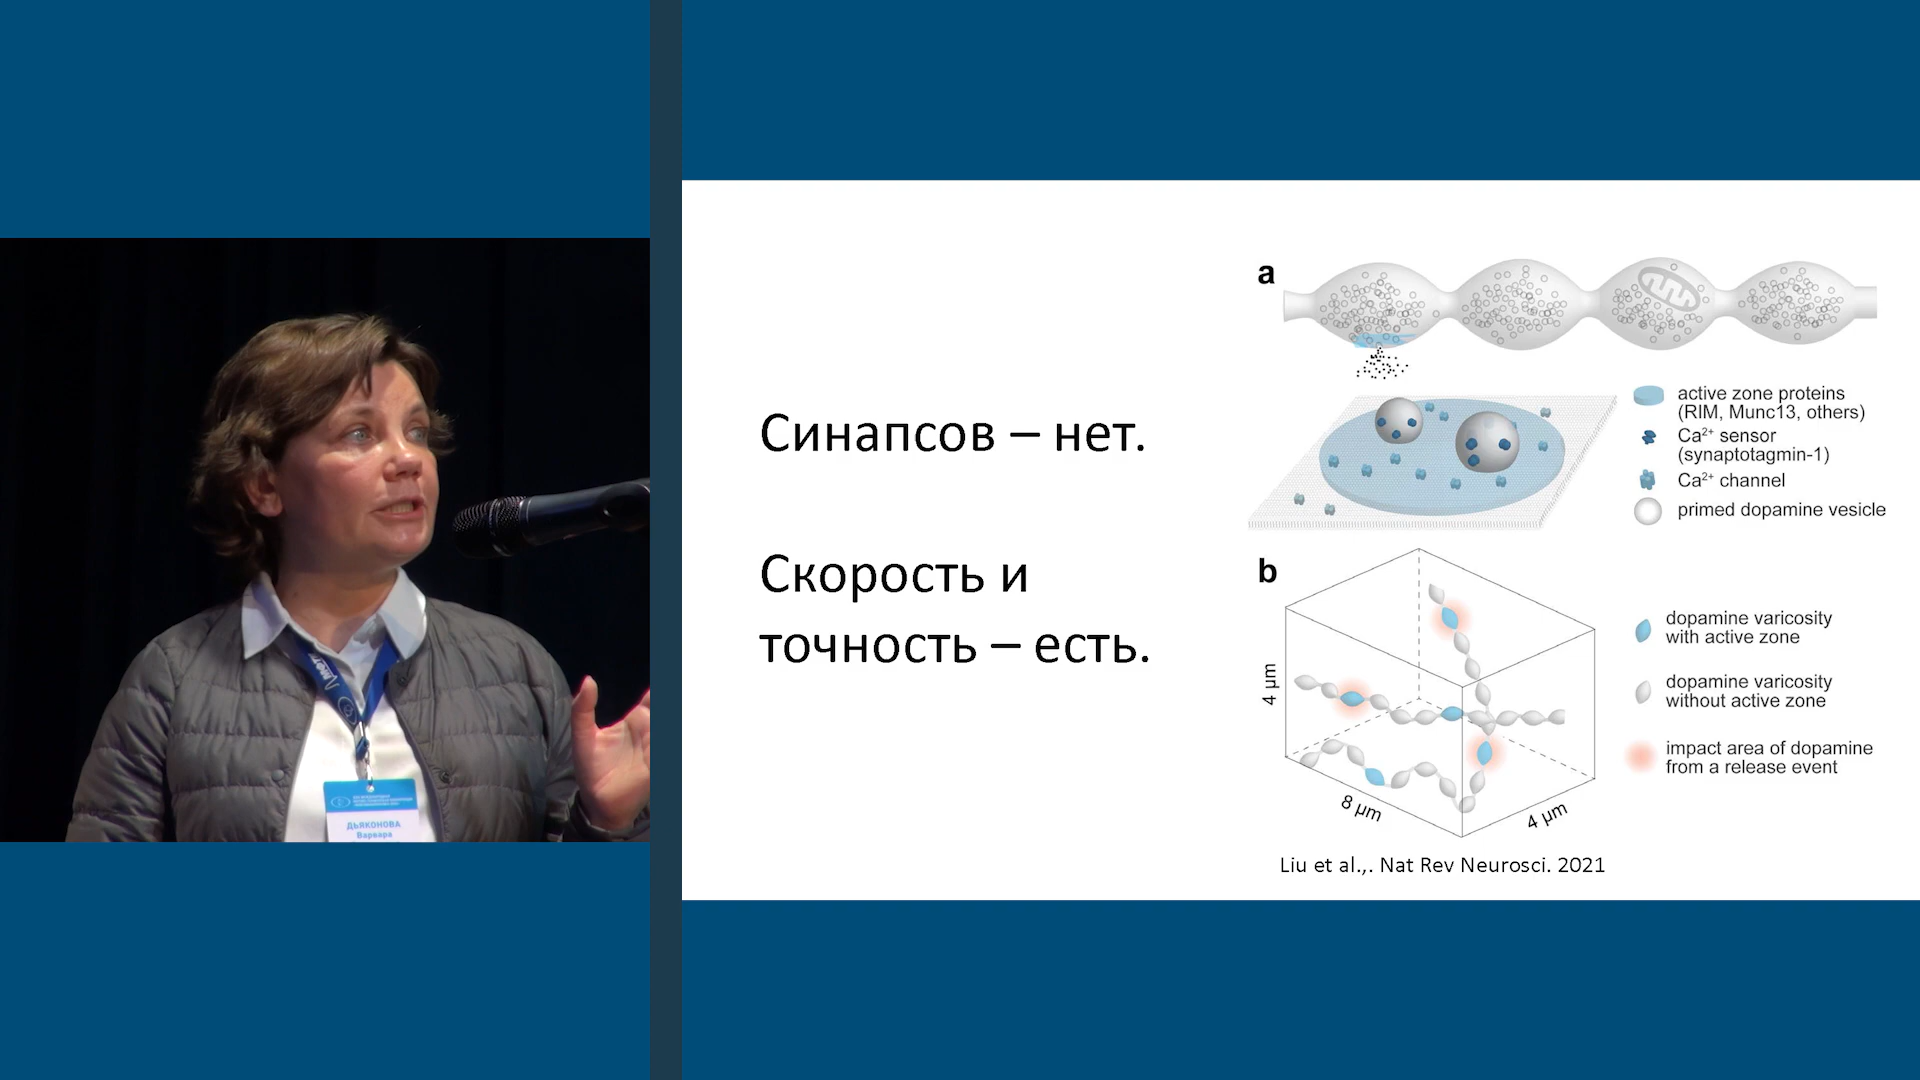 ДЬЯКОНОВА
Варвара
Синапсов – нет.
Скорость и
точность – есть.
a
active zone proteins
(RIM, Munc13, others)
Ca²⁺ sensor
(synaptotagmin-1)
Ca²⁺ channel
primed dopamine vesicle
b
4 µm
8 µm
4 µm
dopamine varicosity
with active zone
dopamine varicosity
without active zone
impact area of dopamine
from a release event
Liu et al.,. Nat Rev Neurosci. 2021